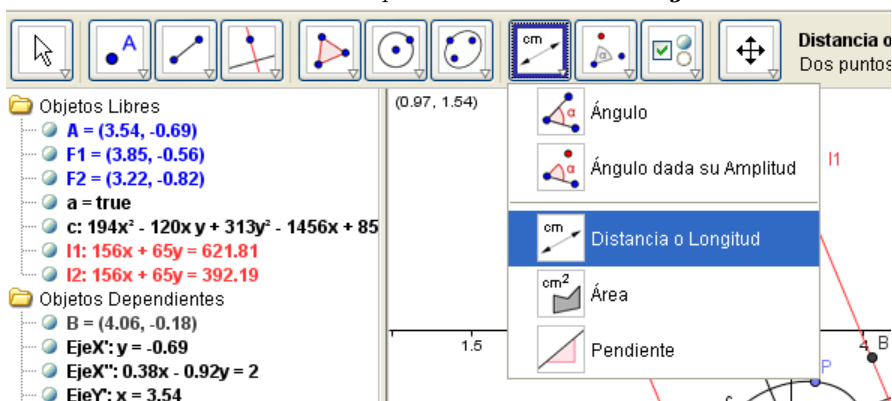 A
cm
α
Distancia o
Dos puntos
Objetos Libres
A = (3.54, -0.69)
F1 = (3.85, -0.56)
F2 = (3.22, -0.82)
a = true
c: 194x² - 120x y + 313y² - 1456x + 85
l1: 156x + 65y = 621.81
l2: 156x + 65y = 392.19
Objetos Dependientes
B = (4.06, -0.18)
EjeX': y = -0.69
EjeX'': 0.38x - 0.92y = 2
EjeY': x = 3.54
(0.97, 1.54)
α
Ángulo
α
Ángulo dada su Amplitud
cm
Distancia o Longitud
cm²
Área
Pendiente
l1
1.5
4
B
P
c